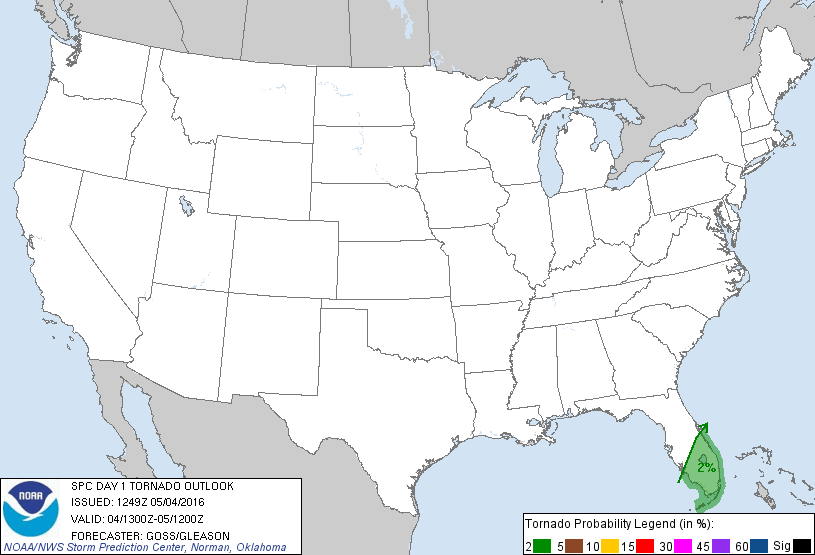 2%
NOAA
SPC DAY 1 TORNADO OUTLOOK
ISSUED: 1249Z 05/04/2016
VALID: 04/1300Z-05/1200Z
FORECASTER: GOSS/GLEASON
NOAA/NWS Storm Prediction Center, Norman, Oklahoma
Tornado Probability Legend (in %):
2 5 10 15 30 45 60 Sig